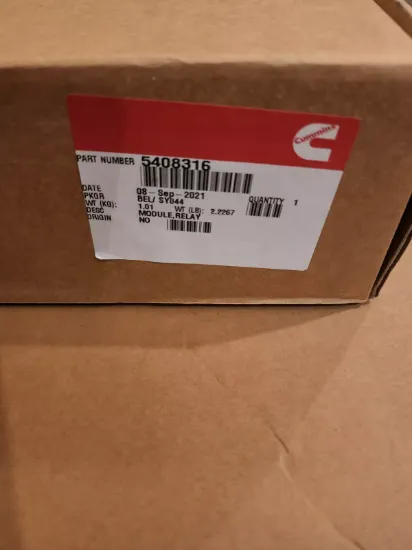 Cummins
PART NUMBER 5408316
DATE 08-Sep-2021
PKGR BEL/ SY044 QUANTITY 1
WT (KG): 1.01 WT (LB): 2.2267
DESC MODULE,RELAY
ORIGIN NO